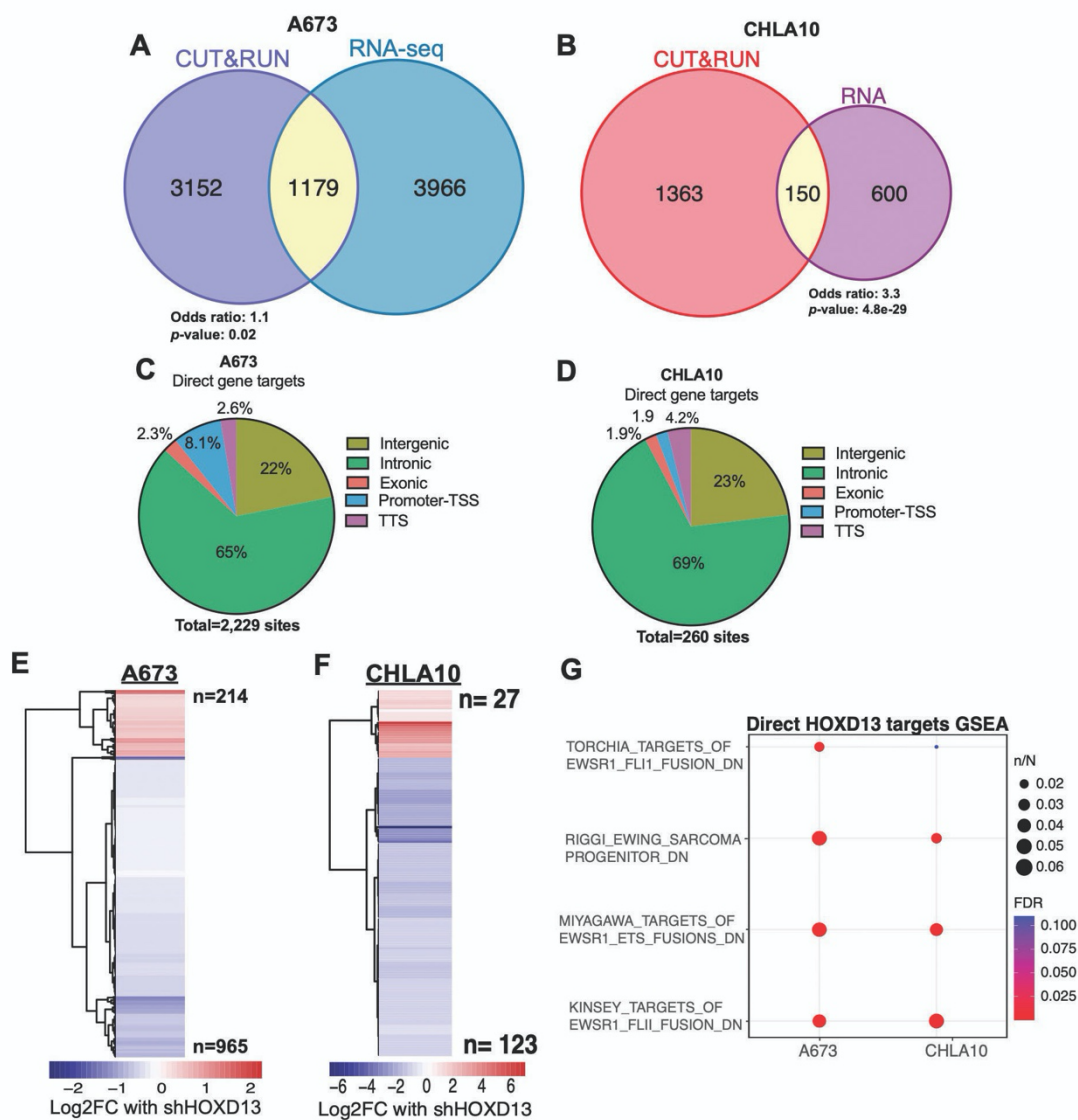 A
A673
CUT&RUN
RNA-seq
3152
1179
3966
Odds ratio: 1.1
p-value: 0.02
B
CHLA10
CUT&RUN
RNA
1363
150
600
Odds ratio: 3.3
p-value: 4.8e-29
C
A673
Direct gene targets
2.6%
2.3%
8.1%
22%
65%
Intergenic
Intronic
Exonic
Promoter-TSS
TTS
Total=2,229 sites
D
CHLA10
Direct gene targets
1.9
4.2%
1.9%
23%
69%
Intergenic
Intronic
Exonic
Promoter-TSS
TTS
Total=260 sites
E
A673
n=214
n=965
−2 −1 0 1 2
Log2FC with shHOXD13
F
CHLA10
n= 27
n= 123
−6 −4 −2 0 2 4 6
Log2FC with shHOXD13
G
Direct HOXD13 targets GSEA
TORCHIA_TARGETS_OF
EWSR1_FLI1_FUSION_DN
RIGGI_EWING_SARCOMA
PROGENITOR_DN
MIYAGAWA_TARGETS_OF
EWSR1_ETS_FUSIONS_DN
KINSEY_TARGETS_OF
EWSR1_FLII_FUSION_DN
A673
CHLA10
n/N
0.02
0.03
0.04
0.05
0.06
FDR
0.100
0.075
0.050
0.025